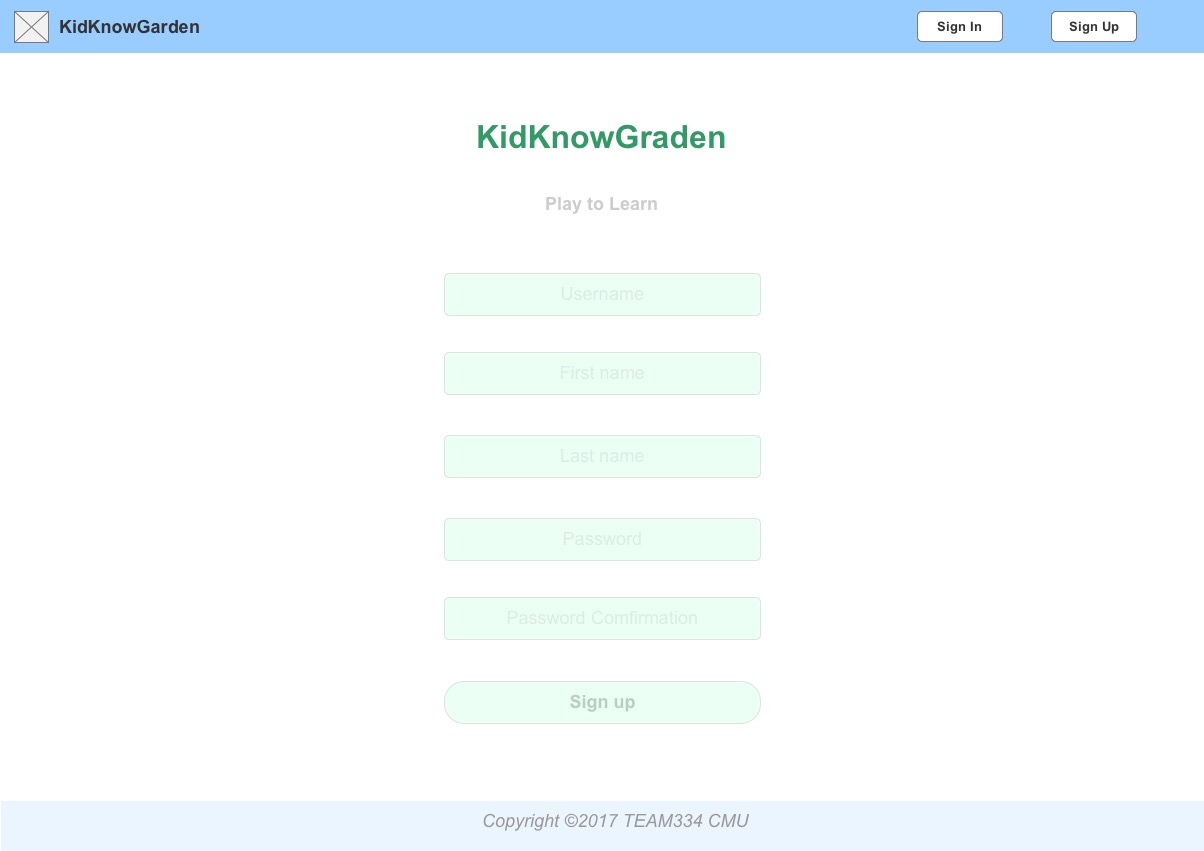 KidKnowGarden
Sign In
Sign Up
KidKnowGraden
Play to Learn
Username
First name
Last name
Password
Password Comfirmation
Sign up
Copyright ©2017 TEAM334 CMU